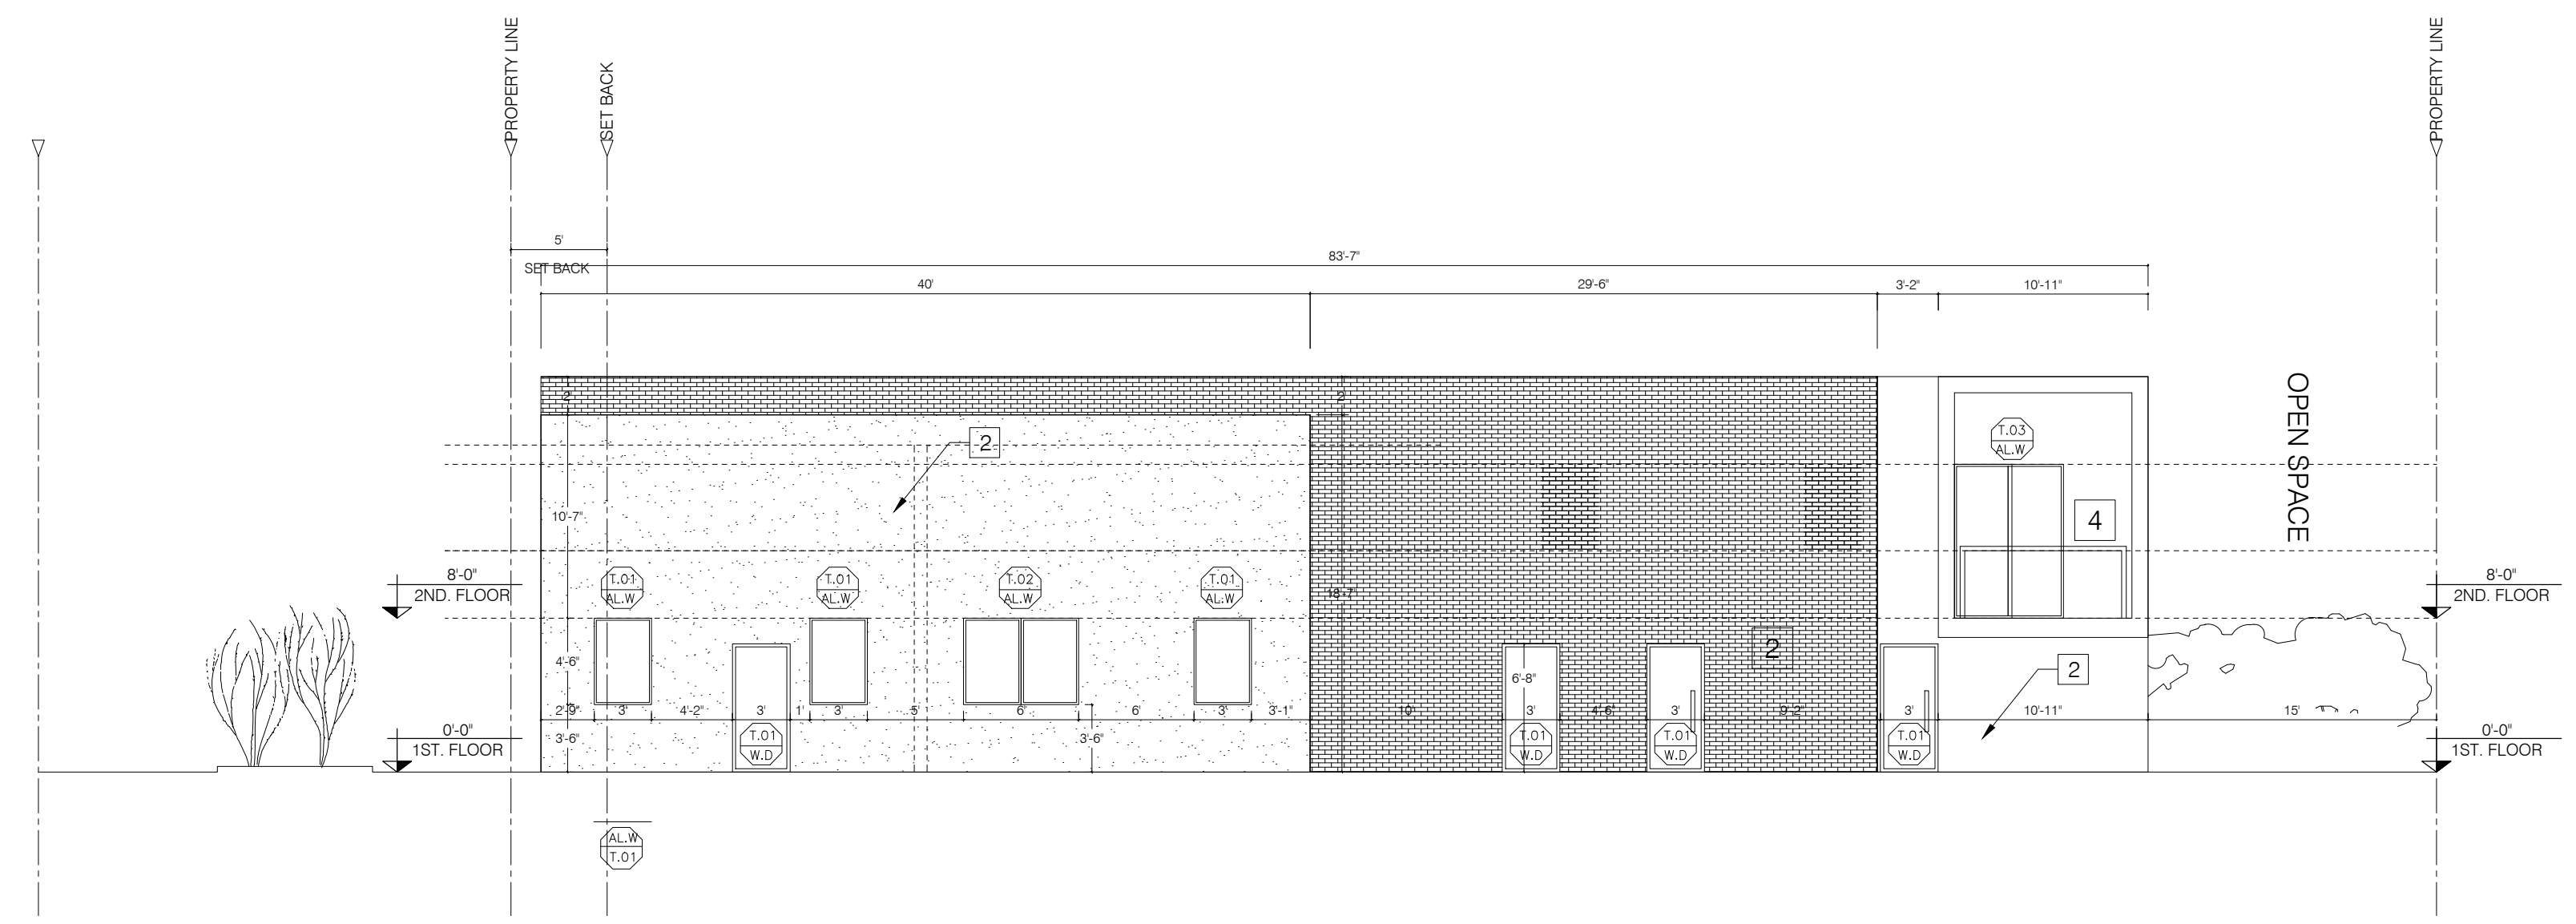 PROPERTY LINE
SET BACK
PROPERTY LINE
5'
SET BACK
83'-7"
40'
29'-6"
3'-2"
10'-11"
2'
2'
OPEN SPACE
T.03
AL.W
2
10'-7"
4
8'-0"
2ND. FLOOR
T.01
AL.W
T.01
AL.W
T.02
AL.W
T.01
AL.W
18'-7"
8'-0"
2ND. FLOOR
4'-6"
2
6'-8"
2
2'-9"
3'
4'-2"
3'
1'
3'
5'
6'
6'
3'
3'-1"
10'
3'
4'-6"
3'
9'-2"
3'
10'-11"
15'
0'-0"
1ST. FLOOR
3'-6"
T.01
W.D
3'-6"
T.01
W.D
T.01
W.D
T.01
W.D
0'-0"
1ST. FLOOR
AL.W
T.01